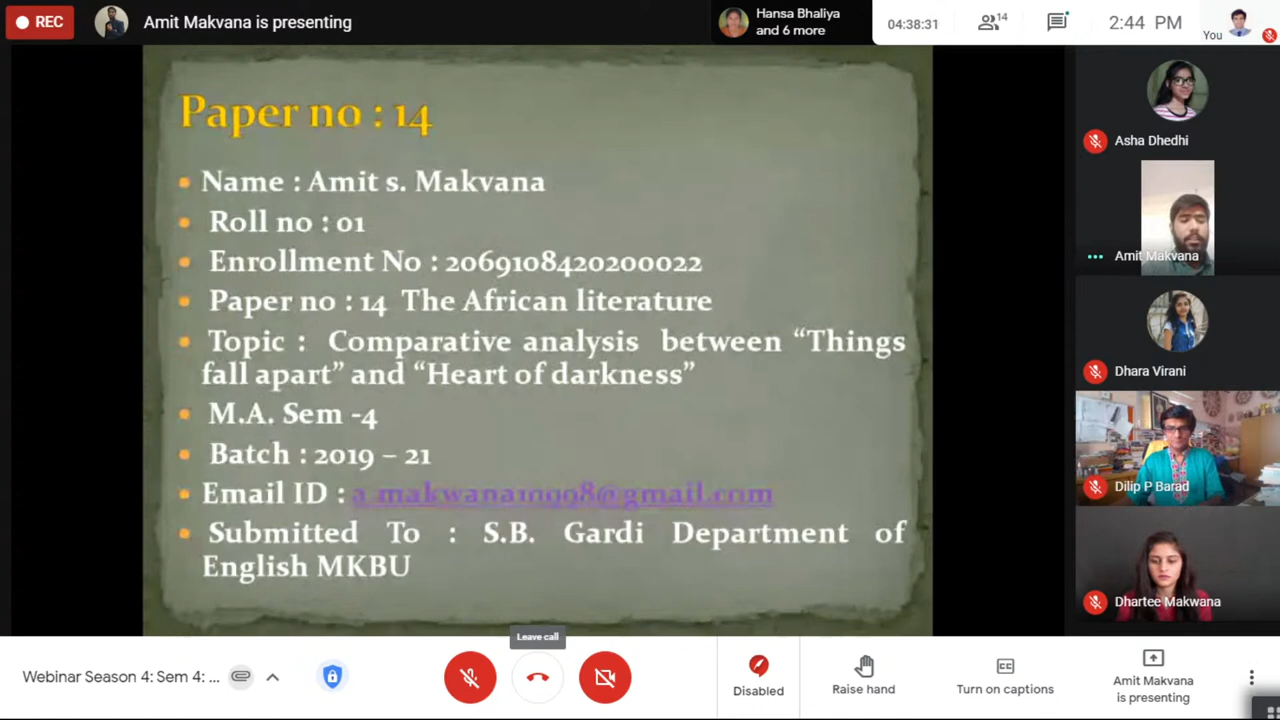 REC
Amit Makvana is presenting
Hansa Bhaliya
and 6 more
04:38:31
14
2:44 PM
You
Paper no : 14
Name : Amit s. Makvana
Roll no : 01
Enrollment No : 2069108420200022
Paper no : 14 The African literature
Topic : Comparative analysis between “Things
fall apart” and “Heart of darkness”
M.A. Sem -4
Batch : 2019 – 21
Email ID : a.makwana10998@gmail.com
Submitted To : S.B. Gardi Department of
English MKBU
Asha Dhedhi
Amit Makvana
Dhara Virani
Dilip P Barad
Dhartee Makwana
Leave call
Webinar Season 4: Sem 4: ...
Disabled
Raise hand
Turn on captions
Amit Makvana
is presenting